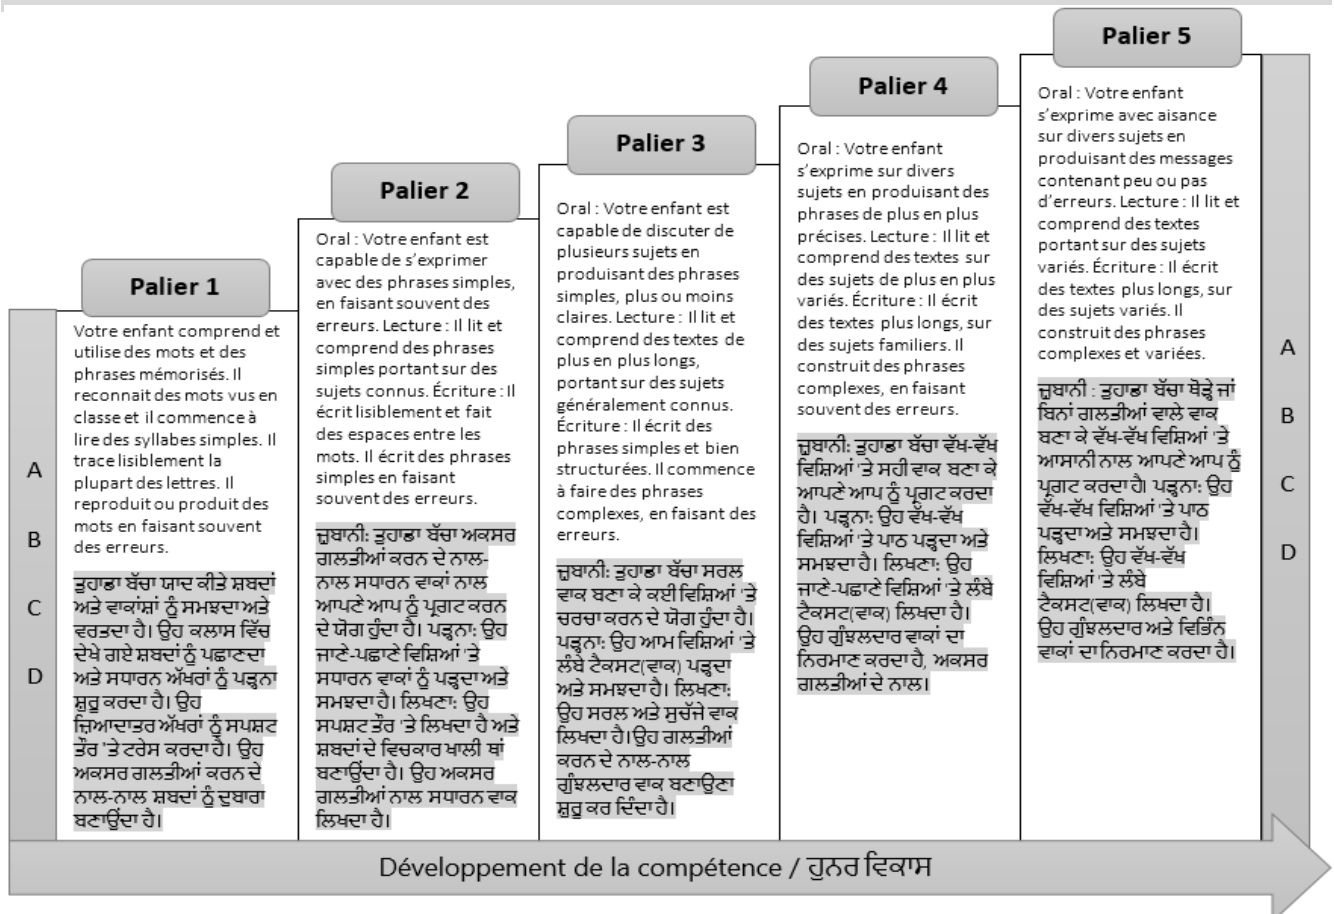 A
B
C
D
Palier 1
Votre enfant comprend et
utilise des mots et des
phrases mémorisés. Il
reconnait des mots vus en
classe et il commence à
lire des syllabes simples. Il
trace lisiblement la
plupart des lettres. Il
reproduit ou produit des
mots en faisant souvent
des erreurs.
ਤੁਹਾਡਾ ਬੱਚਾ ਯਾਦ ਕੀਤੇ ਸ਼ਬਦਾਂ
ਅਤੇ ਵਾਕਾਂਸ਼ਾਂ ਨੂੰ ਸਮਝਦਾ ਅਤੇ
ਵਰਤਦਾ ਹੈ। ਉਹ ਕਲਾਸ ਵਿੱਚ
ਦੇਖੇ ਗਏ ਸ਼ਬਦਾਂ ਨੂੰ ਪਛਾਣਦਾ
ਅਤੇ ਸਧਾਰਨ ਅੱਖਰਾਂ ਨੂੰ ਪੜ੍ਹਨਾ
ਸ਼ੁਰੂ ਕਰਦਾ ਹੈ। ਉਹ
ਜ਼ਿਆਦਾਤਰ ਅੱਖਰਾਂ ਨੂੰ ਸਪਸ਼ਟ
ਤੌਰ 'ਤੇ ਟਰੇਸ ਕਰਦਾ ਹੈ। ਉਹ
ਅਕਸਰ ਗਲਤੀਆਂ ਕਰਨ ਦੇ
ਨਾਲ-ਨਾਲ ਸ਼ਬਦਾਂ ਨੂੰ ਦੁਬਾਰਾ
ਬਣਾਉਂਦਾ ਹੈ।
Palier 2
Oral : Votre enfant est
capable de s’exprimer
avec des phrases simples,
en faisant souvent des
erreurs. Lecture : Il lit et
comprend des phrases
simples portant sur des
sujets connus. Écriture : Il
écrit lisiblement et fait
des espaces entre les
mots. Il écrit des phrases
simples en faisant
souvent des erreurs.
ਜ਼ੁਬਾਨੀ: ਤੁਹਾਡਾ ਬੱਚਾ ਅਕਸਰ
ਗਲਤੀਆਂ ਕਰਨ ਦੇ ਨਾਲ-
ਨਾਲ ਸਧਾਰਨ ਵਾਕਾਂ ਨਾਲ
ਆਪਣੇ ਆਪ ਨੂੰ ਪ੍ਰਗਟ ਕਰਨ
ਦੇ ਯੋਗ ਹੁੰਦਾ ਹੈ। ਪੜ੍ਹਨਾ: ਉਹ
ਜਾਣੇ-ਪਛਾਣੇ ਵਿਸ਼ਿਆਂ 'ਤੇ
ਸਧਾਰਨ ਵਾਕਾਂ ਨੂੰ ਪੜ੍ਹਦਾ ਅਤੇ
ਸਮਝਦਾ ਹੈ। ਲਿਖਣਾ: ਉਹ
ਸਪਸ਼ਟ ਤੌਰ 'ਤੇ ਲਿਖਦਾ ਹੈ ਅਤੇ
ਸ਼ਬਦਾਂ ਦੇ ਵਿਚਕਾਰ ਖਾਲੀ ਥਾਂ
ਬਣਾਉਂਦਾ ਹੈ। ਉਹ ਅਕਸਰ
ਗਲਤੀਆਂ ਨਾਲ ਸਧਾਰਨ ਵਾਕ
ਲਿਖਦਾ ਹੈ।
Palier 3
Oral : Votre enfant est
capable de discuter de
plusieurs sujets en
produisant des phrases
simples, plus ou moins
claires. Lecture : Il lit et
comprend des textes de
plus en plus longs,
portant sur des sujets
généralement connus.
Écriture : Il écrit des
phrases simples et bien
structurées. Il commence
à faire des phrases
complexes, en faisant des
erreurs.
ਜ਼ੁਬਾਨੀ: ਤੁਹਾਡਾ ਬੱਚਾ ਸਰਲ
ਵਾਕ ਬਣਾ ਕੇ ਕਈ ਵਿਸ਼ਿਆਂ 'ਤੇ
ਚਰਚਾ ਕਰਨ ਦੇ ਯੋਗ ਹੁੰਦਾ ਹੈ।
ਪੜ੍ਹਨਾ: ਉਹ ਆਮ ਵਿਸ਼ਿਆਂ 'ਤੇ
ਲੰਬੇ ਟੈਕਸਟ(ਵਾਕ) ਪੜ੍ਹਦਾ
ਅਤੇ ਸਮਝਦਾ ਹੈ। ਲਿਖਣਾ:
ਉਹ ਸਰਲ ਅਤੇ ਸੁਚੱਜੇ ਵਾਕ
ਲਿਖਦਾ ਹੈ।ਉਹ ਗਲਤੀਆਂ
ਕਰਨ ਦੇ ਨਾਲ-ਨਾਲ
ਗੁੰਝਲਦਾਰ ਵਾਕ ਬਣਾਉਣਾ
ਸ਼ੁਰੂ ਕਰ ਦਿੰਦਾ ਹੈ।
Palier 4
Oral : Votre enfant
s’exprime sur divers
sujets en produisant des
phrases de plus en plus
précises. Lecture : Il lit et
comprend des textes sur
des sujets de plus en plus
variés. Écriture : Il écrit
des textes plus longs, sur
des sujets familiers. Il
construit des phrases
complexes, en faisant
souvent des erreurs.
ਜ਼ੁਬਾਨੀ: ਤੁਹਾਡਾ ਬੱਚਾ ਵੱਖ-ਵੱਖ
ਵਿਸ਼ਿਆਂ 'ਤੇ ਸਹੀ ਵਾਕ ਬਣਾ ਕੇ
ਆਪਣੇ ਆਪ ਨੂੰ ਪ੍ਰਗਟ ਕਰਦਾ
ਹੈ। ਪੜ੍ਹਨਾ: ਉਹ ਵੱਖ-ਵੱਖ
ਵਿਸ਼ਿਆਂ 'ਤੇ ਪਾਠ ਪੜ੍ਹਦਾ ਅਤੇ
ਸਮਝਦਾ ਹੈ। ਲਿਖਣਾ: ਉਹ
ਜਾਣੇ-ਪਛਾਣੇ ਵਿਸ਼ਿਆਂ 'ਤੇ ਲੰਬੇ
ਟੈਕਸਟ(ਵਾਕ) ਲਿਖਦਾ ਹੈ।
ਉਹ ਗੁੰਝਲਦਾਰ ਵਾਕਾਂ ਦਾ
ਨਿਰਮਾਣ ਕਰਦਾ ਹੈ, ਅਕਸਰ
ਗਲਤੀਆਂ ਦੇ ਨਾਲ।
Palier 5
Oral : Votre enfant
s’exprime avec aisance
sur divers sujets en
produisant des messages
contenant peu ou pas
d’erreurs. Lecture : Il lit et
comprend des textes
portant sur des sujets
variés. Écriture : Il écrit
des textes plus longs, sur
des sujets variés. Il
construit des phrases
complexes et variées.
ਜ਼ੁਬਾਨੀ : ਤੁਹਾਡਾ ਬੱਚਾ ਥੋੜ੍ਹੇ ਜਾਂ
ਬਿਨਾਂ ਗਲਤੀਆਂ ਵਾਲੇ ਵਾਕ
ਬਣਾ ਕੇ ਵੱਖ-ਵੱਖ ਵਿਸ਼ਿਆਂ 'ਤੇ
ਆਸਾਨੀ ਨਾਲ ਆਪਣੇ ਆਪ ਨੂੰ
ਪ੍ਰਗਟ ਕਰਦਾ ਹੈ। ਪੜ੍ਹਨਾ: ਉਹ
ਵੱਖ-ਵੱਖ ਵਿਸ਼ਿਆਂ 'ਤੇ ਪਾਠ
ਪੜ੍ਹਦਾ ਅਤੇ ਸਮਝਦਾ ਹੈ।
ਲਿਖਣਾ: ਉਹ ਵੱਖ-ਵੱਖ
ਵਿਸ਼ਿਆਂ 'ਤੇ ਲੰਬੇ
ਟੈਕਸਟ(ਵਾਕ) ਲਿਖਦਾ ਹੈ।
ਉਹ ਗੁੰਝਲਦਾਰ ਅਤੇ ਵਿਭਿੰਨ
ਵਾਕਾਂ ਦਾ ਨਿਰਮਾਣ ਕਰਦਾ ਹੈ।
A
B
C
D
Développement de la compétence / ਹੁਨਰ ਵਿਕਾਸ